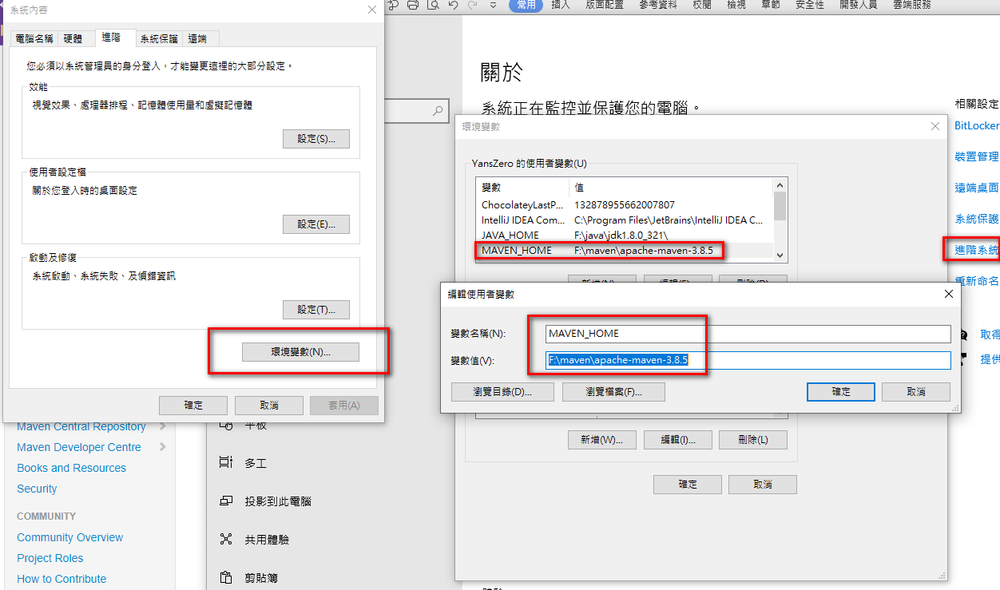 系統內容
電腦名稱 硬體 進階 系統保護 遠端
您必須以系統管理員的身分登入，才能變更這裡的大部分設定。
效能
視覺效果、處理器排程、記憶體使用量和虛擬記憶體
設定(S)...
使用者設定檔
關於您登入時的桌面設定
設定(E)...
啟動及修復
系統啟動、系統失敗、及偵錯資訊
設定(T)...
環境變數(N)...
確定 取消 套用(A)
Maven Central Repository
Maven Developer Centre
Books and Resources
Security
COMMUNITY
Community Overview
Project Roles
How to Contribute
平板
多工
投影到此電腦
共用體驗
剪貼簿
常用 插入 版面配置 參考資料 校閱 檢視 章節 安全性 開發人員 雲端服務
關於
系統正在監控並保護您的電腦。
環境變數
YansZero 的使用者變數(U)
變數 值
ChocolateyLastP... 132878955662007807
IntelliJ IDEA Com... C:\Program Files\JetBrains\IntelliJ IDEA C...
JAVA_HOME F:\java\jdk1.8.0_321\
MAVEN_HOME F:\maven\apache-maven-3.8.5
編輯使用者變數
變數名稱(N): MAVEN_HOME
變數值(V): F:\maven\apache-maven-3.8.5
瀏覽目錄(D)... 瀏覽檔案(F)... 確定 取消
新增(W)... 編輯(I)... 刪除(L)
確定 取消
相關設定
BitLocker
裝置管理
遠端桌面
系統保護
進階系統
重新命名
取得
提供